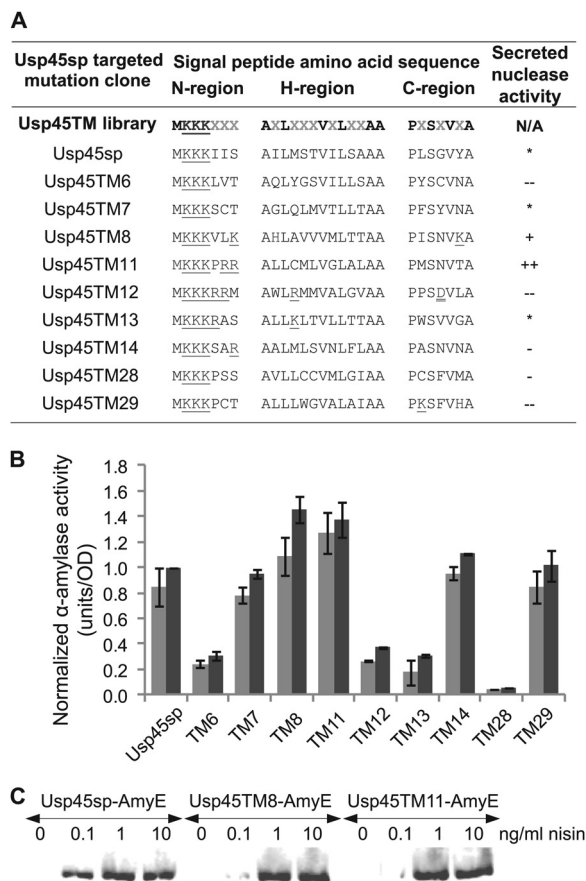 A
Usp45sp targeted mutation clone Signal peptide amino acid sequence Secreted nuclease activity
N-region H-region C-region
Usp45TM library MKKKXXX AXLXXXVXLXXAA PXSXVXA N/A
Usp45sp MKKKIIS AILMSTVILSAAA PLSGVYA *
Usp45TM6 MKKKLVT AQLYGSVILLSAA PYSCVNA --
Usp45TM7 MKKKSCT AGLQLMVTLLTAA PFSYVNA *
Usp45TM8 MKKKVLK AHLAVVVMLTTAA PISNVKA +
Usp45TM11 MKKKPRR ALLCMLVGLALAA PMSNVTA ++
Usp45TM12 MKKKRRM AWLRMMVALGVAA PPSDVLA --
Usp45TM13 MKKKRAS ALLKLTVLLTTAA PWSVVGA *
Usp45TM14 MKKKSAR AALMLSVNLFLAA PASNVNA -
Usp45TM28 MKKKPSS AVLLCCVMLGIAA PCSFVMA -
Usp45TM29 MKKKPCT ALLLWGVALAIAA PKSFVHA --
B
Normalized α-amylase activity (units/OD)
1.8
1.6
1.4
1.2
1.0
0.8
0.6
0.4
0.2
0.0
Usp45sp TM6 TM7 TM8 TM11 TM12 TM13 TM14 TM28 TM29
C
Usp45sp-AmyE Usp45TM8-AmyE Usp45TM11-AmyE
0 0.1 1 10 0 0.1 1 10 0 0.1 1 10 ng/ml nisin